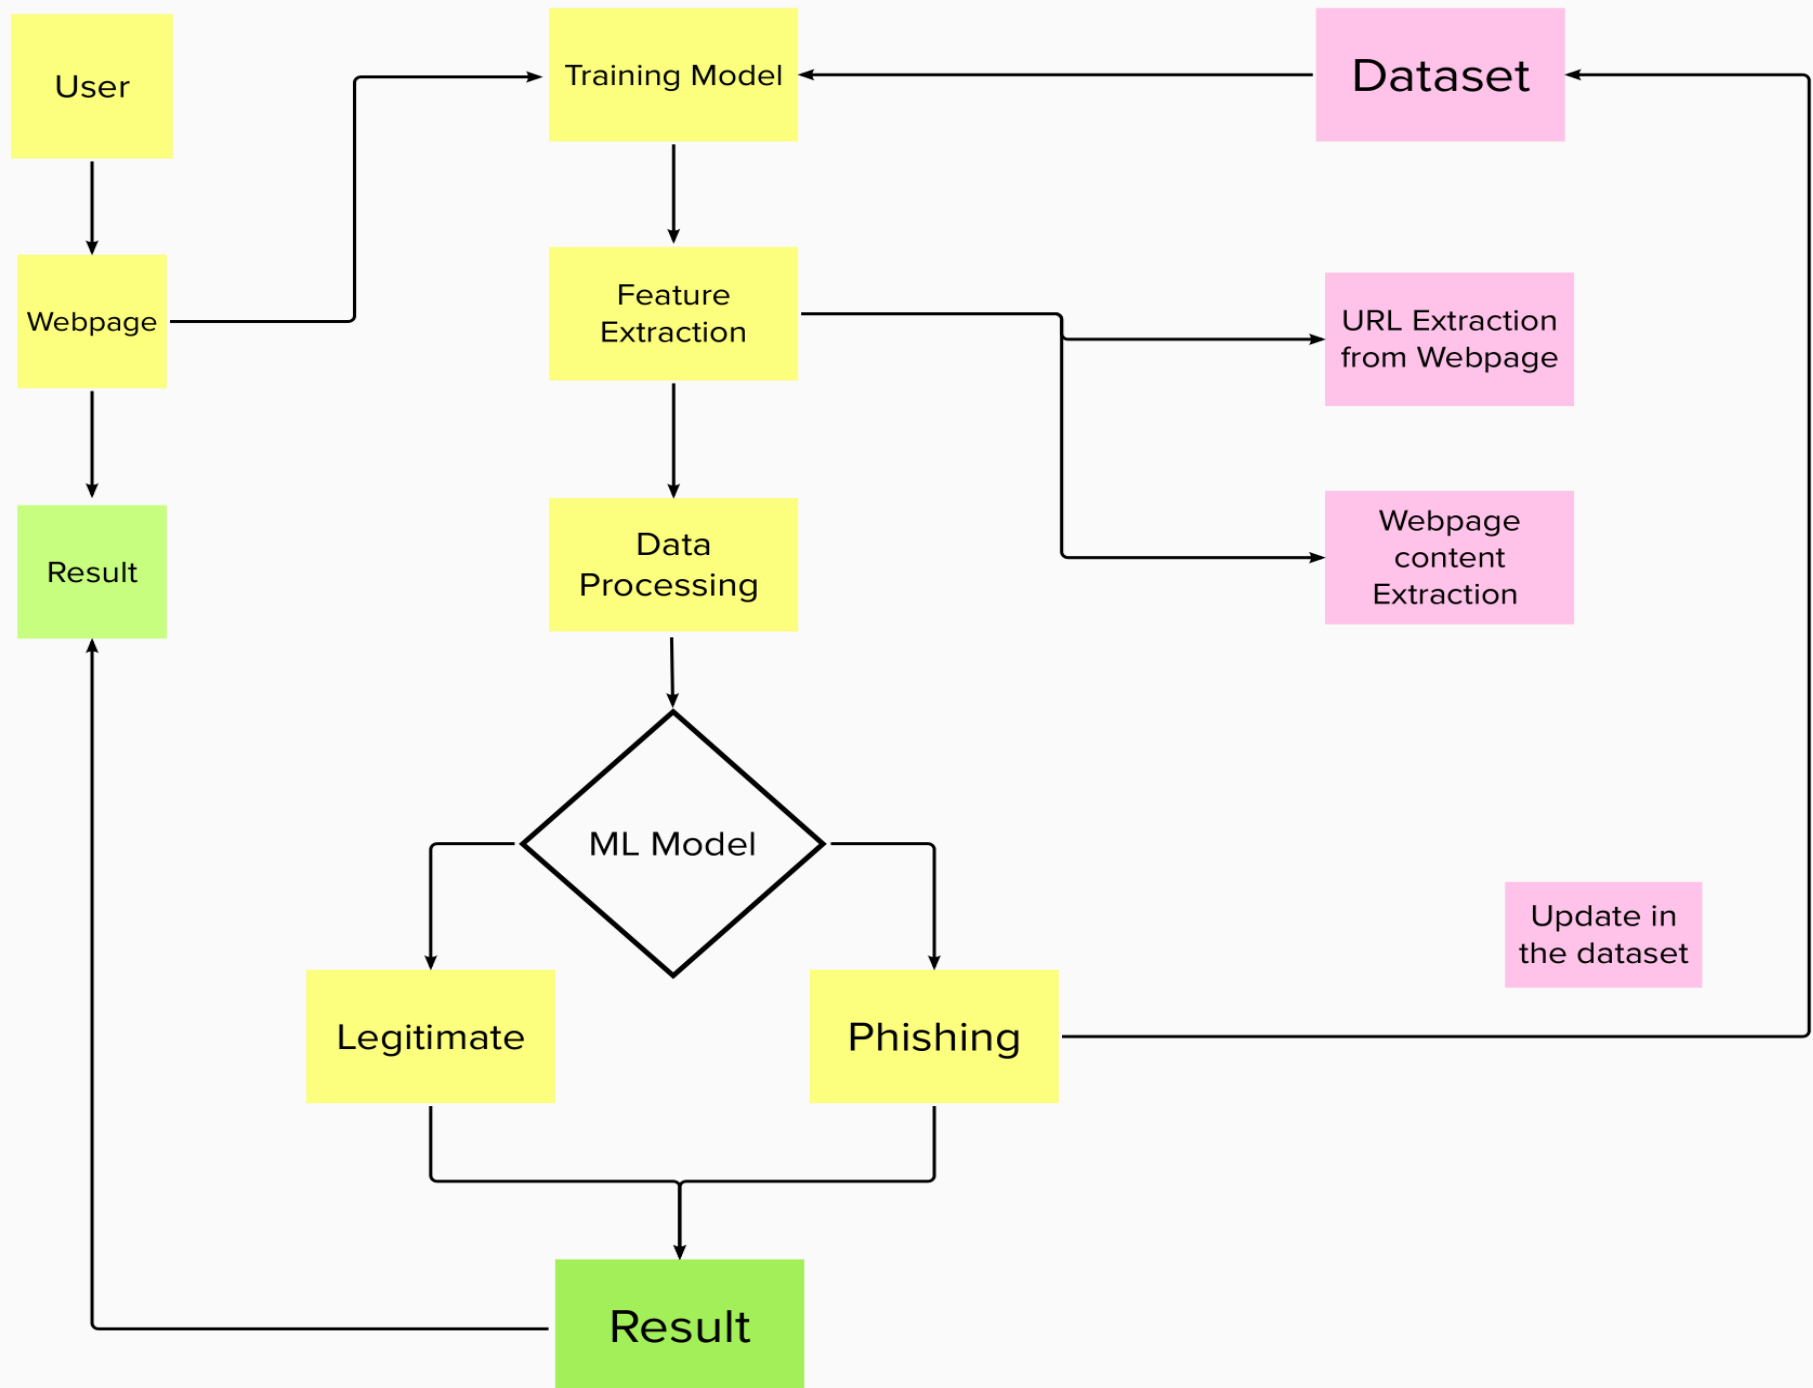 User
Training Model
Dataset
Webpage
Feature
Extraction
URL Extraction
from Webpage
Result
Data
Processing
Webpage
content
Extraction
ML Model
Update in
the dataset
Legitimate
Phishing
Result